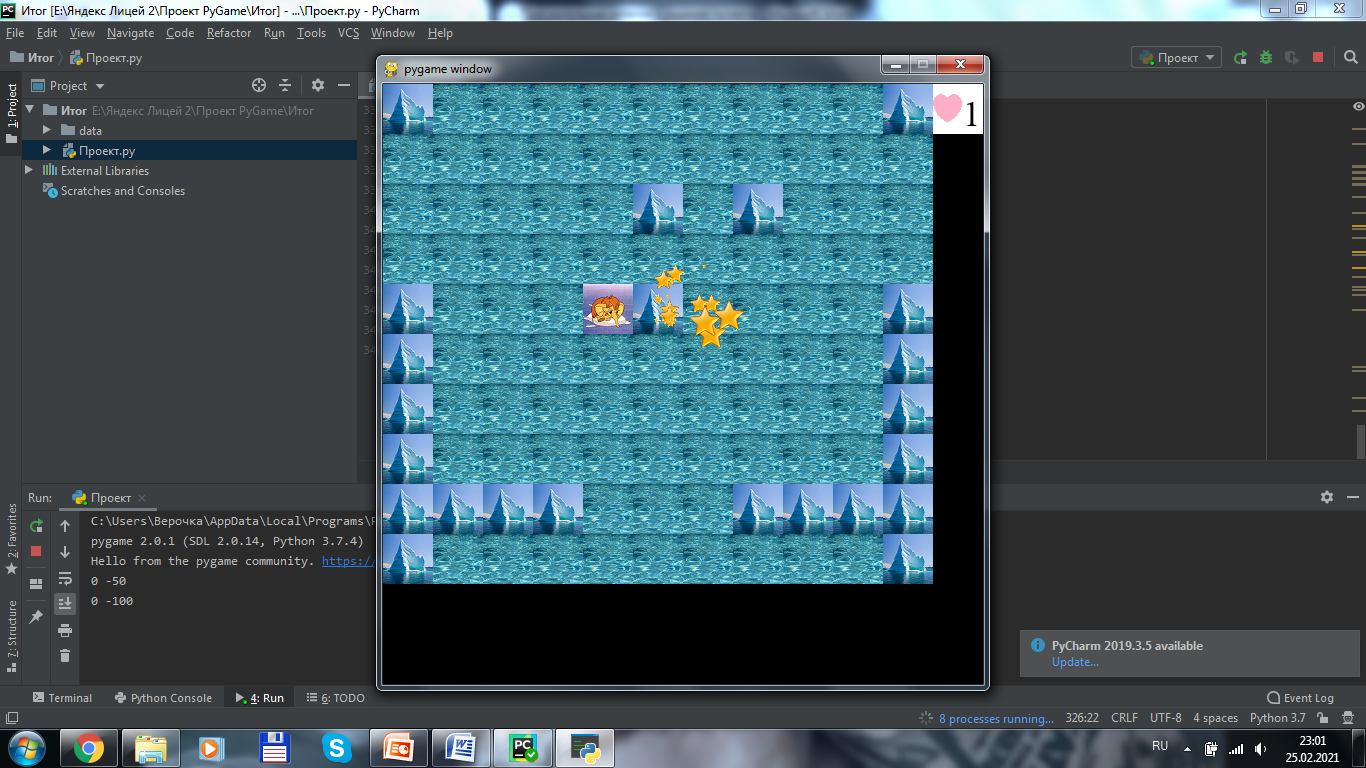 Итог [E:\Яндекс Лицей 2\Проект PyGame\Итог] - ...\Проект.py - PyCharm
File Edit View Navigate Code Refactor Run Tools VCS Window Help
Итог Проект.py
Проект
pygame window
1
1: Project
Project
Итог E:\Яндекс Лицей 2\Проект PyGame\Итог
data
Проект.py
External Libraries
Scratches and Consoles
2: Favorites
7: Structure
Run: Проект
C:\Users\Верочка\AppData\Local\Programs\
pygame 2.0.1 (SDL 2.0.14, Python 3.7.4)
Hello from the pygame community. https:/
0 -50
0 -100
PyCharm 2019.3.5 available
Update...
Terminal Python Console 4: Run 6: TODO Event Log
8 processes running... 326:22 CRLF UTF-8 4 spaces Python 3.7
RU 23:01
25.02.2021